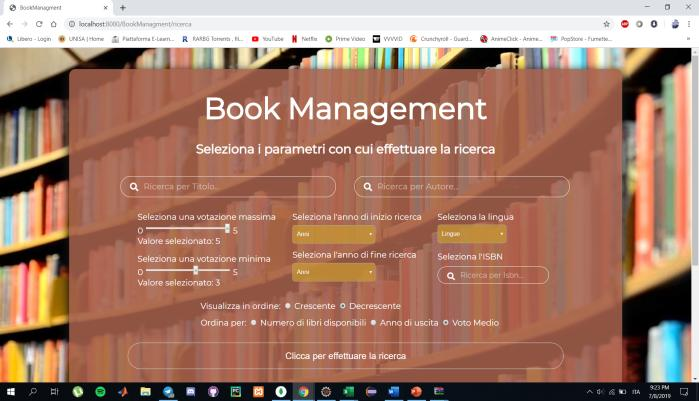 BookManagment
localhost:8080/BookManagment/ricerca
Libero - Login UNISA | Home Piattaforma E-Learn... RARBG Torrents , fil... YouTube Netflix Prime Video VVVVID Crunchyroll - Guard... AnimeClick - Anime... PopStore - Fumette...
Book Management
Seleziona i parametri con cui effettuare la ricerca
Ricerca per Titolo... Ricerca per Autore...
Seleziona una votazione massima Seleziona l'anno di inizio ricerca Seleziona la lingua
0 5 Anni Lingue
Valore selezionato: 5
Seleziona una votazione minima Seleziona l'anno di fine ricerca Seleziona l'ISBN
0 5 Anni Ricerca per Isbn...
Valore selezionato: 3
Visualizza in ordine: Crescente Decrescente
Ordina per: Numero di libri disponibili Anno di uscita Voto Medio
Clicca per effettuare la ricerca
ITA 9:23 PM
7/8/2019